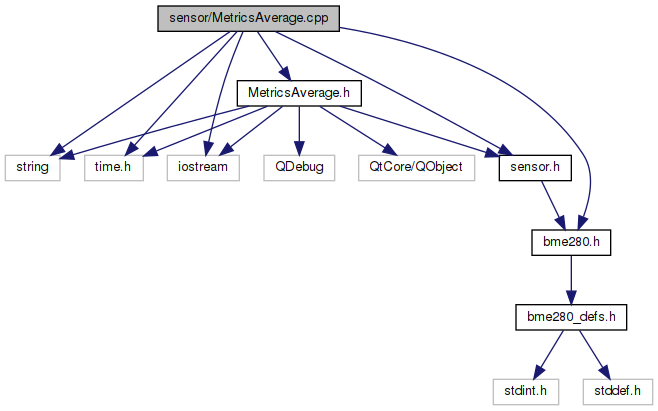 sensor/MetricsAverage.cpp
MetricsAverage.h
string
time.h
iostream
QDebug
QtCore/QObject
sensor.h
bme280.h
bme280_defs.h
stdint.h
stddef.h